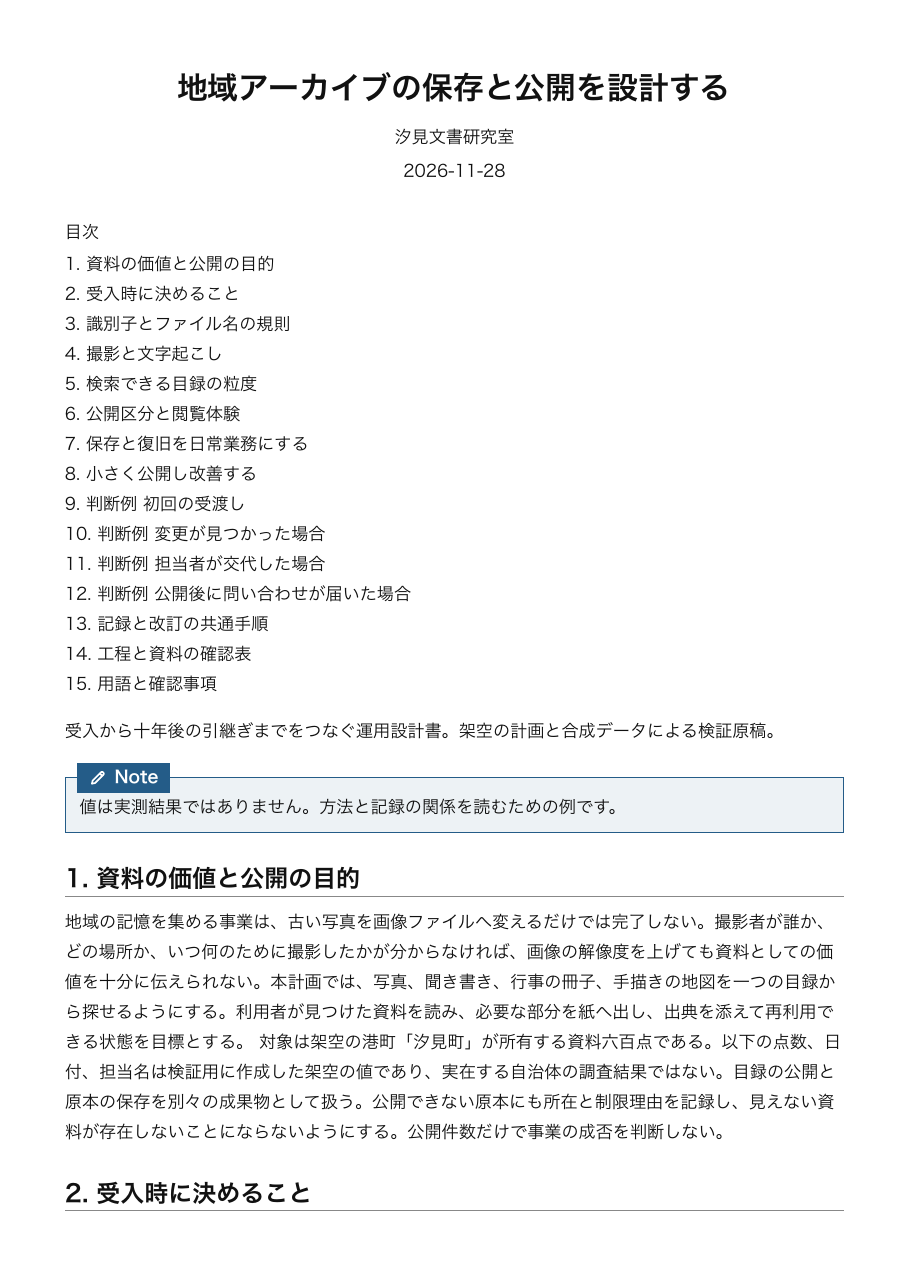 地域アーカイブの保存と公開を設計する
汐見文書研究室
2026-11-28
目次
1. 資料の価値と公開の目的
2. 受入時に決めること
3. 識別子とファイル名の規則
4. 撮影と文字起こし
5. 検索できる目録の粒度
6. 公開区分と閲覧体験
7. 保存と復旧を日常業務にする
8. 小さく公開し改善する
9. 判断例 初回の受渡し
10. 判断例 変更が見つかった場合
11. 判断例 担当者が交代した場合
12. 判断例 公開後に問い合わせが届いた場合
13. 記録と改訂の共通手順
14. 工程と資料の確認表
15. 用語と確認事項
受入から十年後の引継ぎまでをつなぐ運用設計書。架空の計画と合成データによる検証原稿。
Note
値は実測結果ではありません。方法と記録の関係を読むための例です。
1. 資料の価値と公開の目的
地域の記憶を集める事業は、古い写真を画像ファイルへ変えるだけでは完了しない。撮影者が誰か、
どの場所か、いつ何のために撮影したかが分からなければ、画像の解像度を上げても資料としての価
値を十分に伝えられない。本計画では、写真、聞き書き、行事の冊子、手描きの地図を一つの目録か
ら探せるようにする。利用者が見つけた資料を読み、必要な部分を紙へ出し、出典を添えて再利用で
きる状態を目標とする。 対象は架空の港町「汐見町」が所有する資料六百点である。以下の点数、日
付、担当名は検証用に作成した架空の値であり、実在する自治体の調査結果ではない。目録の公開と
原本の保存を別々の成果物として扱う。公開できない原本にも所在と制限理由を記録し、見えない資
料が存在しないことにならないようにする。公開件数だけで事業の成否を判断しない。
2. 受入時に決めること